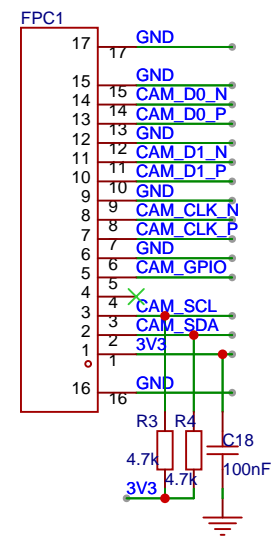 FPC1
17 17 GND
15 15 GND
14 14 CAM_D0_N
13 13 CAM_D0_P
12 12 GND
11 11 CAM_D1_N
10 10 CAM_D1_P
9 9 GND
8 8 CAM_CLK_N
7 7 CAM_CLK_P
6 6 GND
5 5 CAM_GPIO
4 4
3 3 CAM_SCL
2 2 CAM_SDA
1 1 3V3
16 16 GND
R3 R4 C18
4.7k 4.7k 100nF
3V3